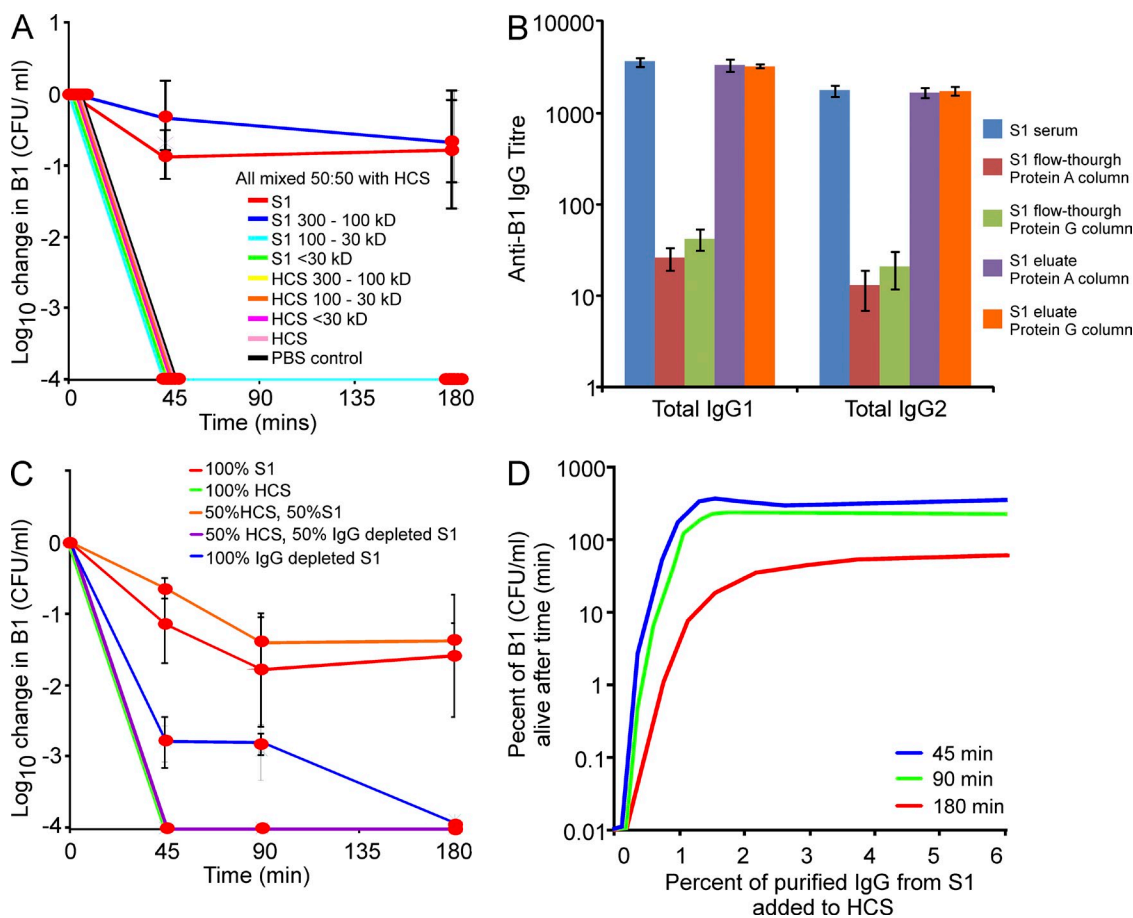 A
Log10 change in B1 (CFU/ ml)
1
0
-1
-2
-3
-4
0
45
90
135
180
Time (mins)
All mixed 50:50 with HCS
S1
S1 300 - 100 kD
S1 100 - 30 kD
S1 <30 kD
HCS 300 - 100 kD
HCS 100 - 30 kD
HCS <30 kD
HCS
PBS control
B
Anti-B1 IgG Titre
10000
1000
100
10
1
Total IgG1
Total IgG2
S1 serum
S1 flow-thourgh
Protein A column
S1 flow-thourgh
Protein G column
S1 eluate
Protein A column
S1 eluate
Protein G column
C
Log10 change in B1 (CFU/ml)
0
-1
-2
-3
-4
0
45
90
135
180
Time (min)
100% S1
100% HCS
50%HCS, 50%S1
50% HCS, 50% IgG depleted S1
100% IgG depleted S1
D
Pecent of B1 (CFU/ml)
alive after time (min)
1000
100
10
1
0.1
0.01
0
1
2
3
4
5
6
45 min
90 min
180 min
Percent of purified IgG from S1
added to HCS